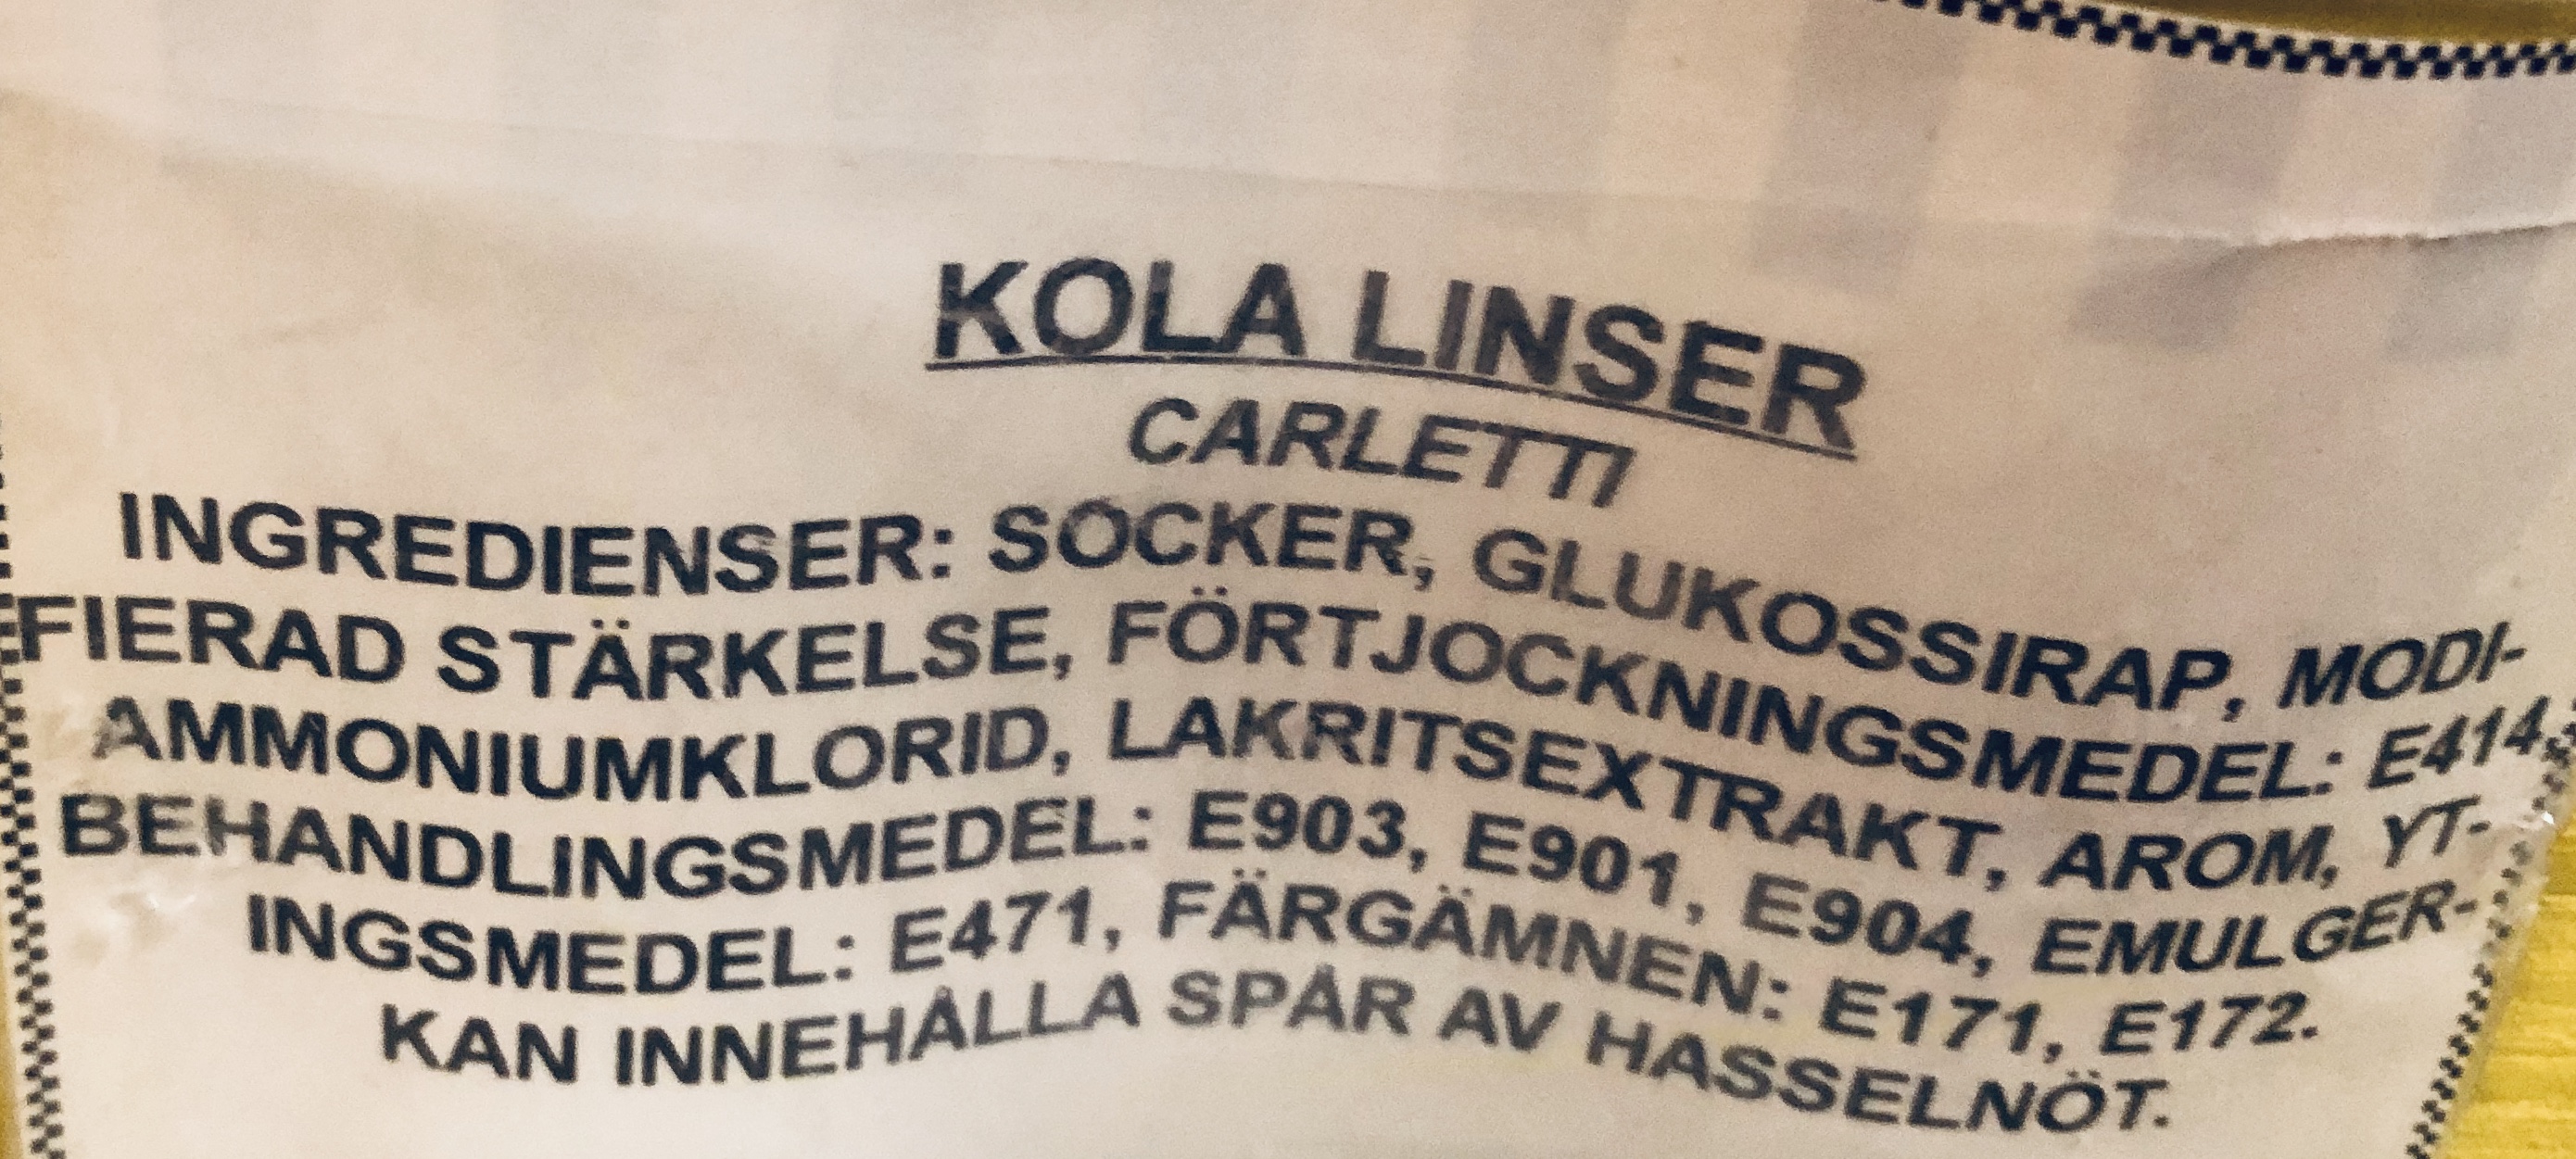 KOLA LINSER
CARLETTI
INGREDIENSER: SOCKER, GLUKOSSIRAP, MODI-
FIERAD STÄRKELSE, FÖRTJOCKNINGSMEDEL: E414,
AMMONIUMKLORID, LAKRITSEXTRAKT, AROM, YT-
BEHANDLINGSMEDEL: E903, E901, E904, EMULGER-
INGSMEDEL: E471, FÄRGÄMNEN: E171, E172.
KAN INNEHÅLLA SPÅR AV HASSELNÖT.